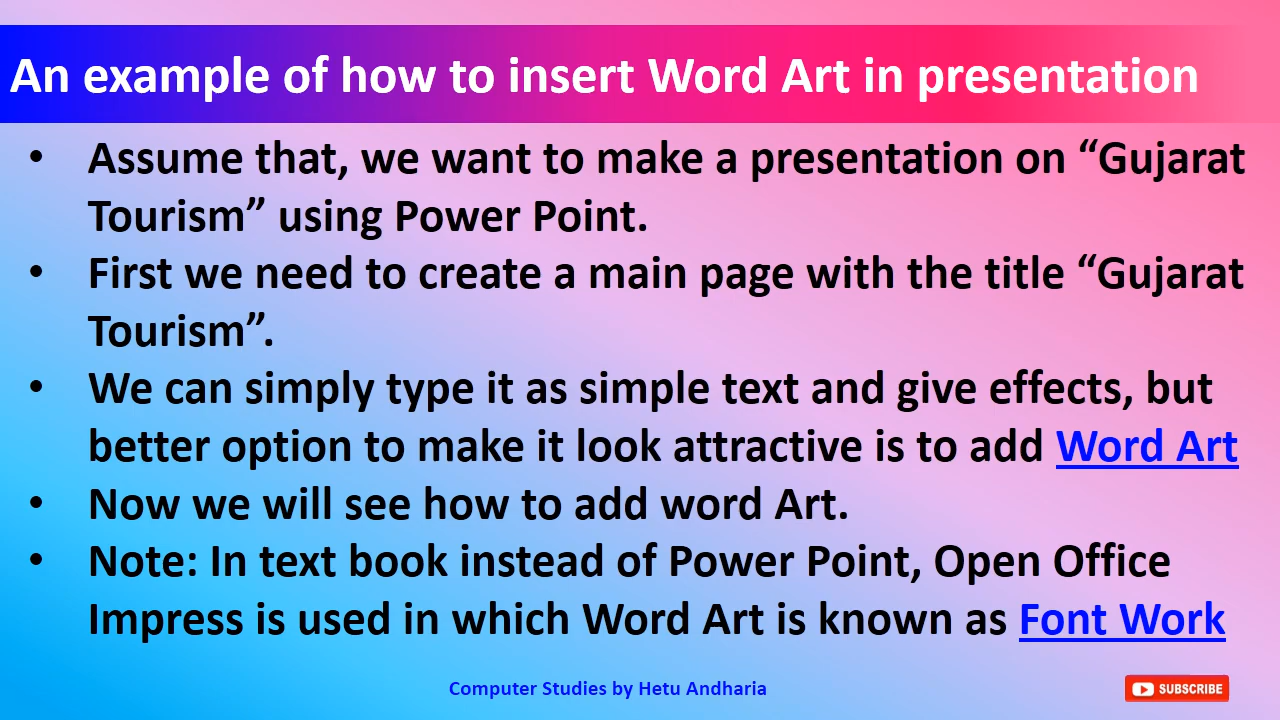 An example of how to insert Word Art in presentation
• Assume that, we want to make a presentation on “Gujarat
Tourism” using Power Point.
• First we need to create a main page with the title “Gujarat
Tourism”.
• We can simply type it as simple text and give effects, but
better option to make it look attractive is to add Word Art
• Now we will see how to add word Art.
• Note: In text book instead of Power Point, Open Office
Impress is used in which Word Art is known as Font Work
Computer Studies by Hetu Andharia
SUBSCRIBE